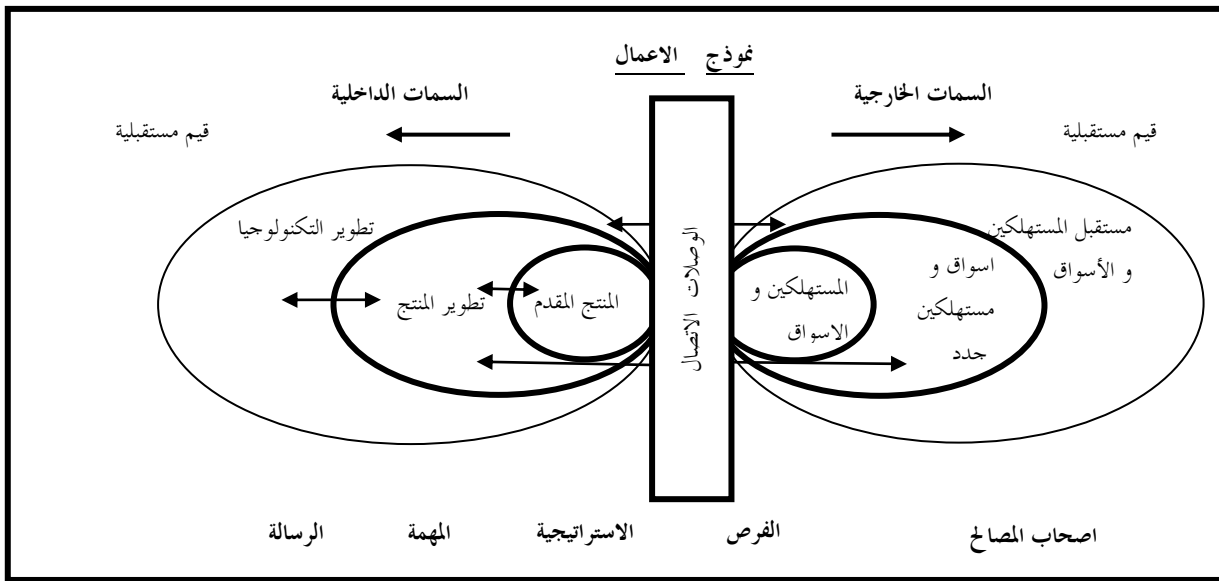 نموذج الاعمال
السمات الخارجية
السمات الداخلية
قيم مستقبلية
قيم مستقبلية
مستقبل المستهلكين
و الأسواق
اسواق و
مستهلكين
جدد
المستهلكين و
الاسواق
الوصلات الاتصال
المنتج المقدم
تطوير المنتج
تطوير التكنولوجيا
اصحاب المصالح
الفرص
الاستراتيجية
المهمة
الرسالة